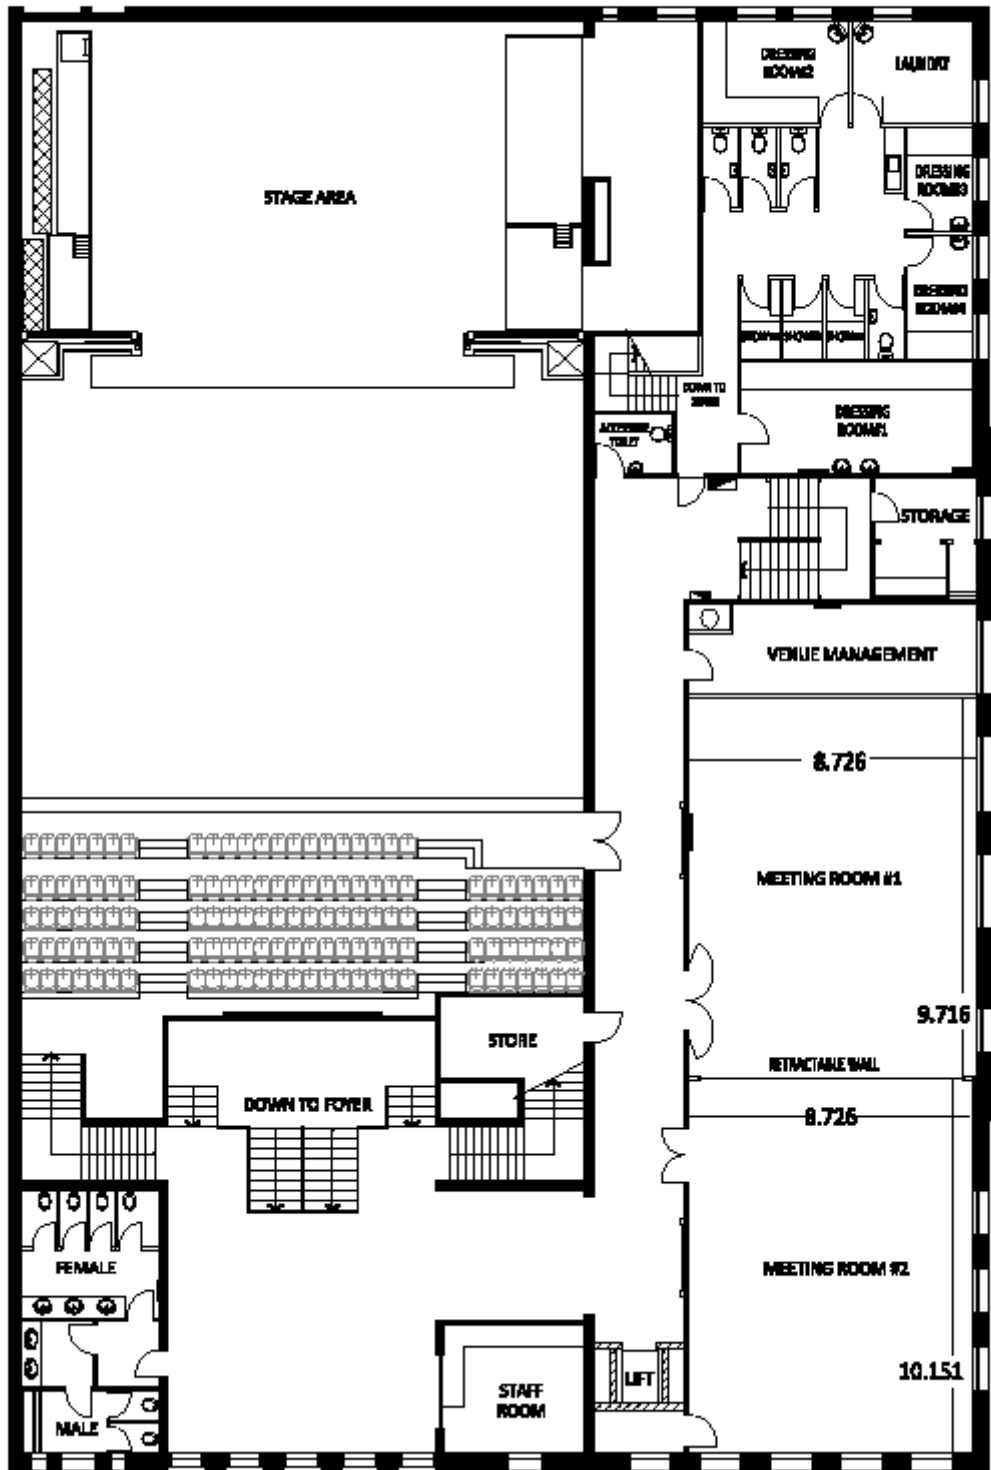 DRESSING
ROOM#2
LAUNDRY
STAGE AREA
DRESSING
ROOM#3
DRESSING
ROOM#4
DOWN TO
ACCESSIBLE
TOILET
DRESSING
ROOM#1
STORAGE
VENUE MANAGEMENT
8.726
MEETING ROOM #1
9.716
STORE
RETRACTABLE WALL
DOWN TO FOYER
8.726
FEMALE
MEETING ROOM #2
LIFT
10.151
STAFF
ROOM
MALE